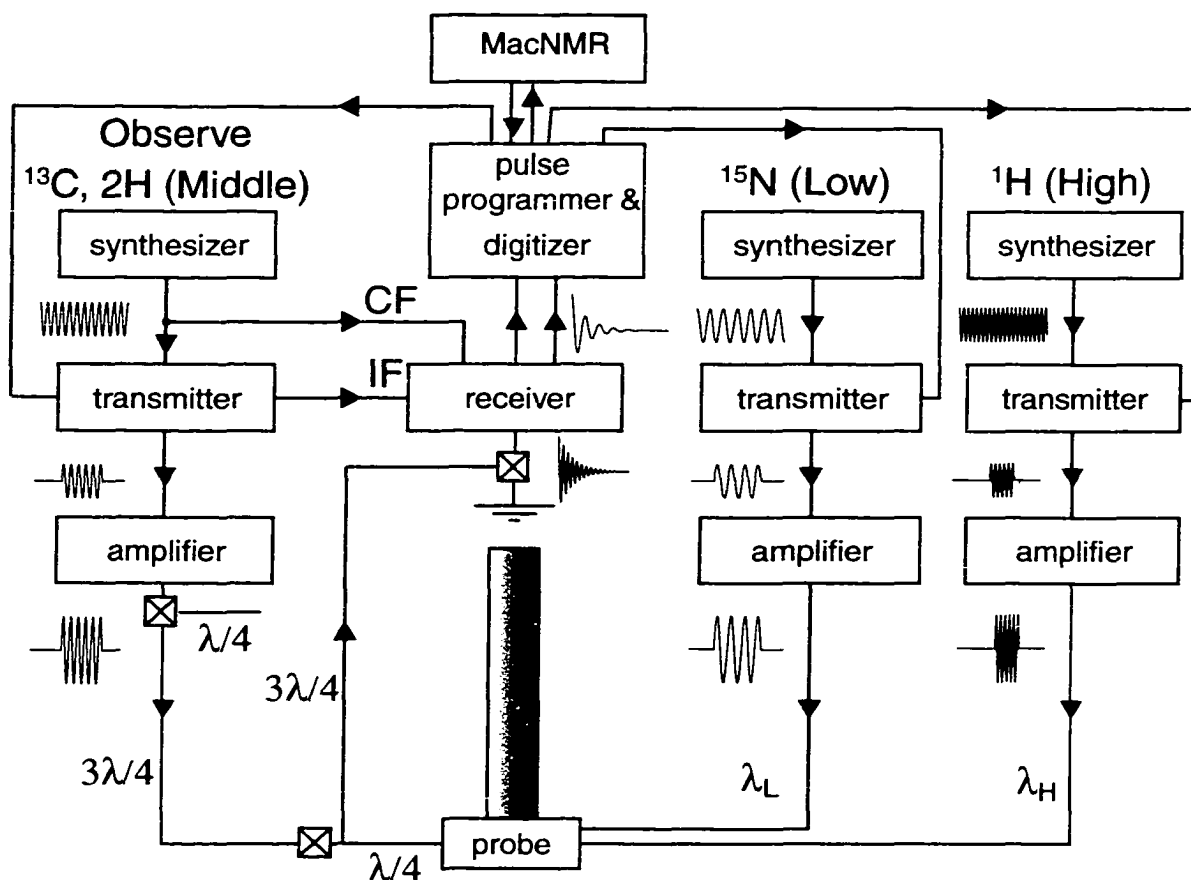 MacNMR
Observe
¹³C, 2H (Middle)
pulse
programmer &
digitizer
¹⁵N (Low)
¹H (High)
synthesizer
synthesizer
synthesizer
CF
IF
transmitter
receiver
transmitter
transmitter
amplifier
amplifier
amplifier
λ/4
3λ/4
3λ/4
λL
λH
probe
λ/4